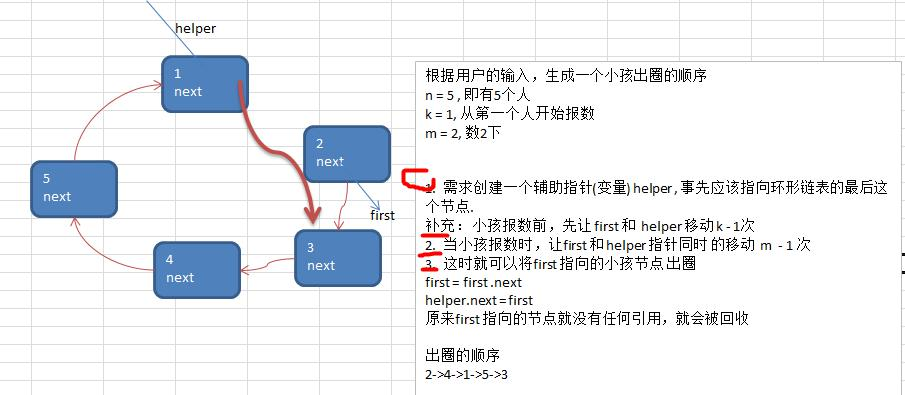 helper
1
next
2
next
first
3
next
4
next
5
next
根据用户的输入，生成一个小孩出圈的顺序
n = 5 , 即有5个人
k = 1, 从第一个人开始报数
m = 2, 数2下
1. 需求创建一个辅助指针(变量) helper , 事先应该指向环形链表的最后这
个节点.
补充： 小孩报数前，先让 first 和 helper 移动 k - 1次
2. 当小孩报数时，让first 和 helper 指针同时 的移动 m - 1 次
3. 这时就可以将first 指向的小孩节点 出圈
first = first .next
helper.next = first
原来first 指向的节点就没有任何引用，就会被回收
出圈的顺序
2->4->1->5->3